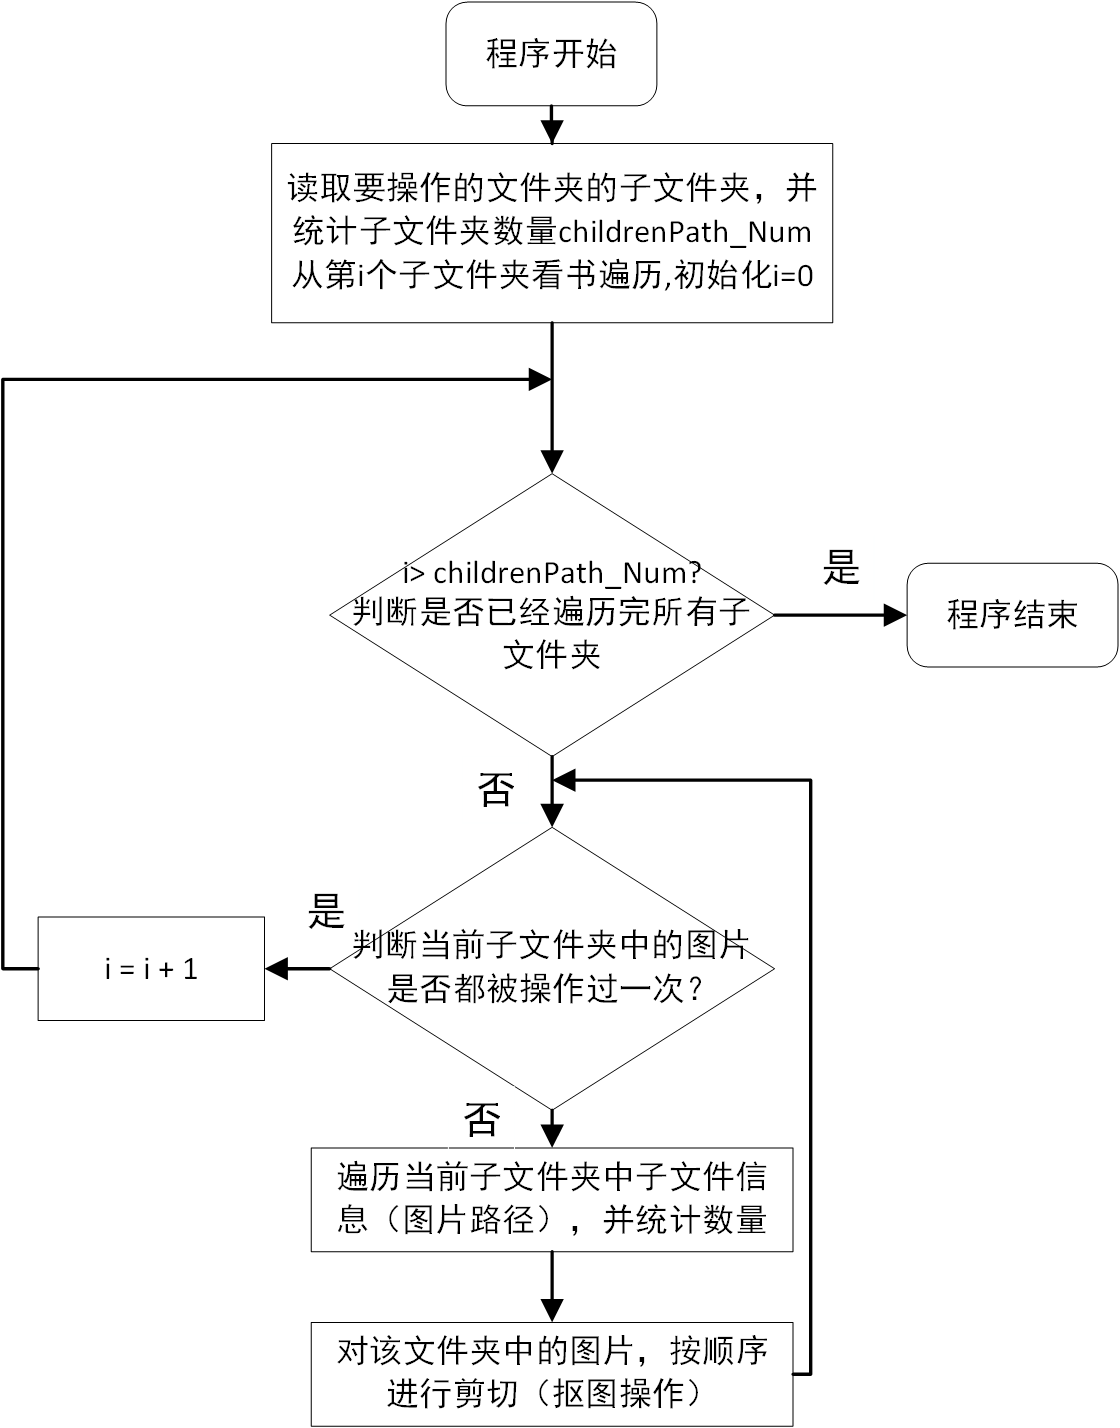 程序开始
读取要操作的文件夹的子文件夹，并
统计子文件夹数量childrenPath_Num
从第i个子文件夹看书遍历,初始化i=0
i> childrenPath_Num?
判断是否已经遍历完所有子
文件夹
是
程序结束
否
判断当前子文件夹中的图片
是否都被操作过一次？
是
i = i + 1
否
遍历当前子文件夹中子文件信
息（图片路径），并统计数量
对该文件夹中的图片，按顺序
进行剪切（抠图操作）